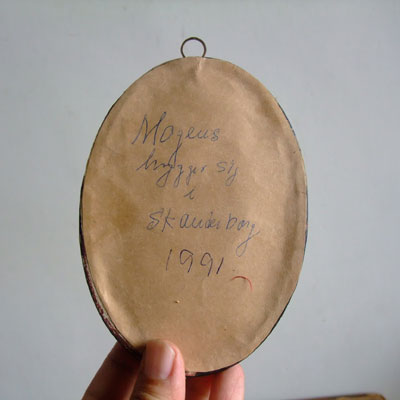 Mogens
hygger sig
i
Skanderborg
1991